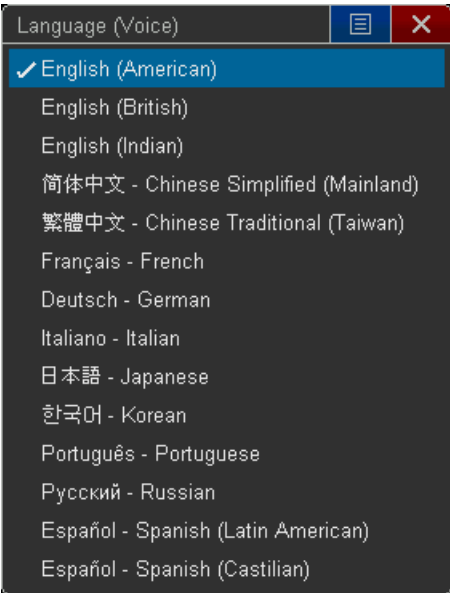 Language (Voice)
English (American)
English (British)
English (Indian)
简体中文 - Chinese Simplified (Mainland)
繁體中文 - Chinese Traditional (Taiwan)
Français - French
Deutsch - German
Italiano - Italian
日本語 - Japanese
한국어 - Korean
Português - Portuguese
Русский - Russian
Español - Spanish (Latin American)
Español - Spanish (Castilian)